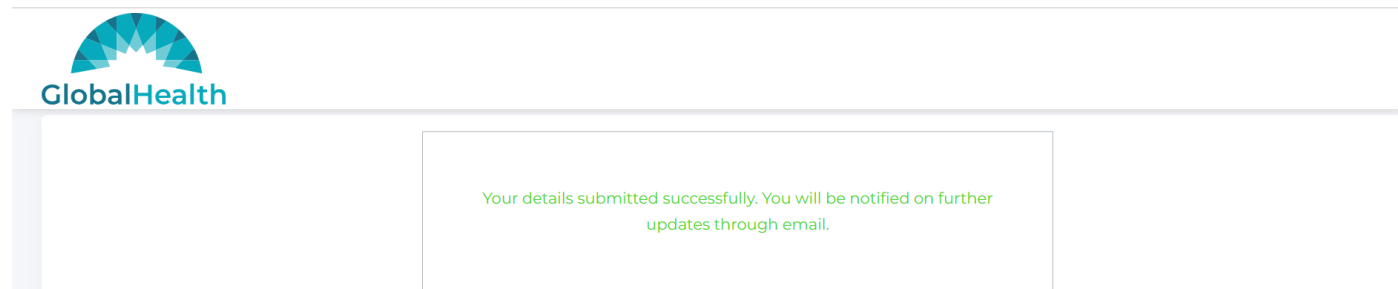 GlobalHealth
Your details submitted successfully. You will be notified on further
updates through email.